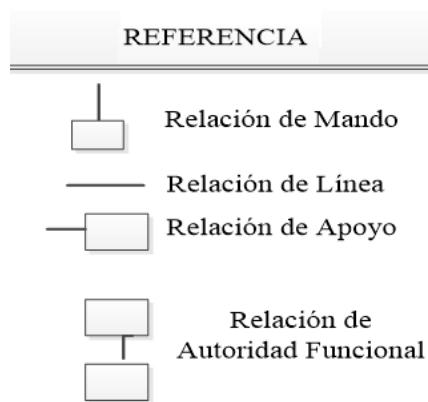 REFERENCIA
Relación de Mando
Relación de Línea
Relación de Apoyo
Relación de
Autoridad Funcional